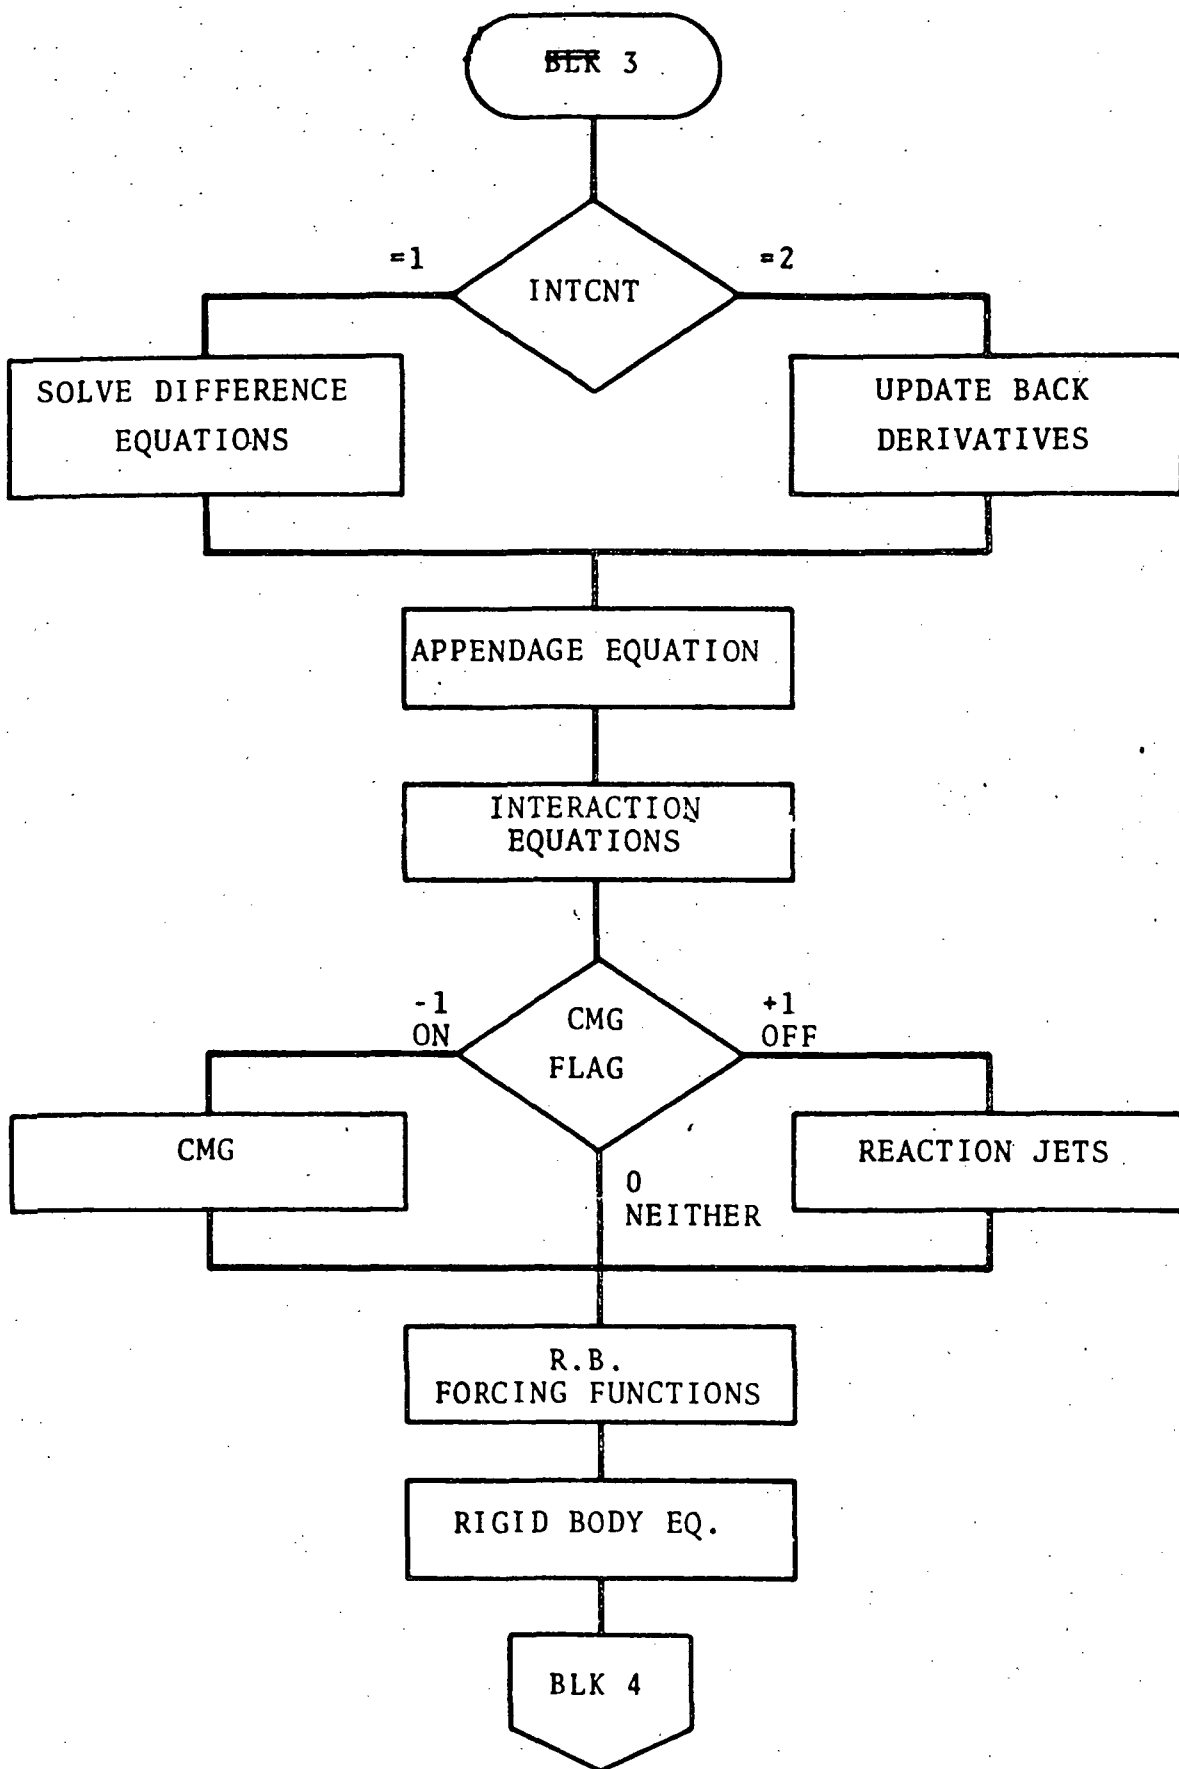 BLK 3
=1
INTCNT
=2
SOLVE DIFFERENCE
EQUATIONS
UPDATE BACK
DERIVATIVES
APPENDAGE EQUATION
INTERACTION
EQUATIONS
-1
ON
CMG
FLAG
+1
OFF
CMG
REACTION JETS
0
NEITHER
R.B.
FORCING FUNCTIONS
RIGID BODY EQ.
BLK 4